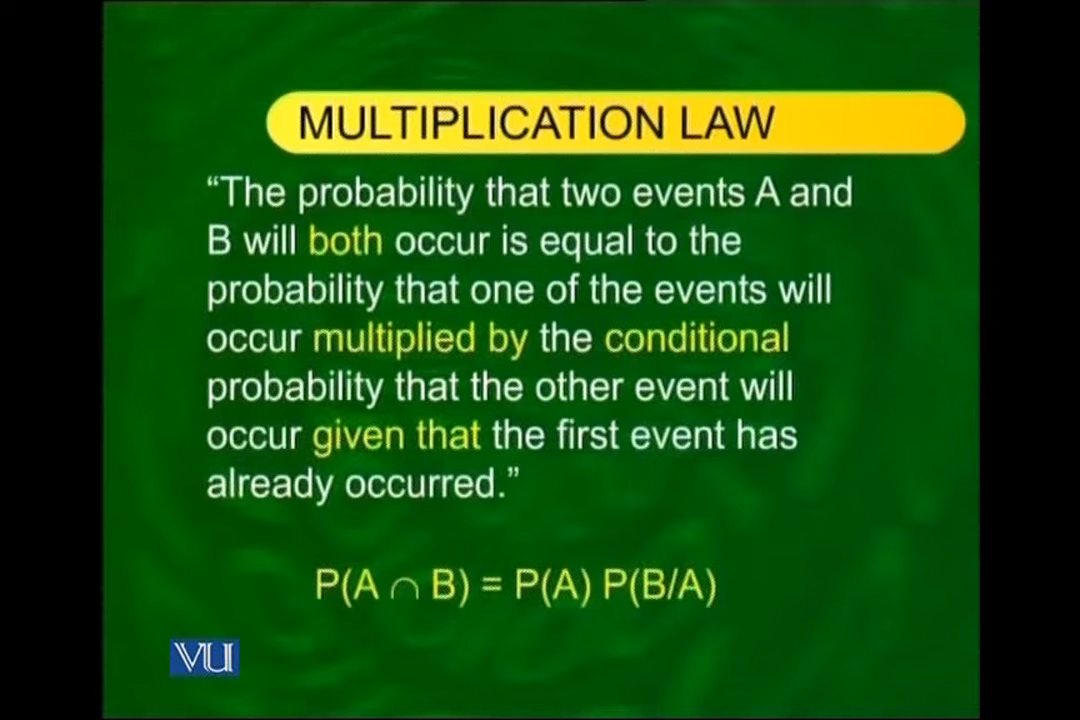 MULTIPLICATION LAW
“The probability that two events A and
B will both occur is equal to the
probability that one of the events will
occur multiplied by the conditional
probability that the other event will
occur given that the first event has
already occurred.”
P(A ∩ B) = P(A) P(B/A)
VU